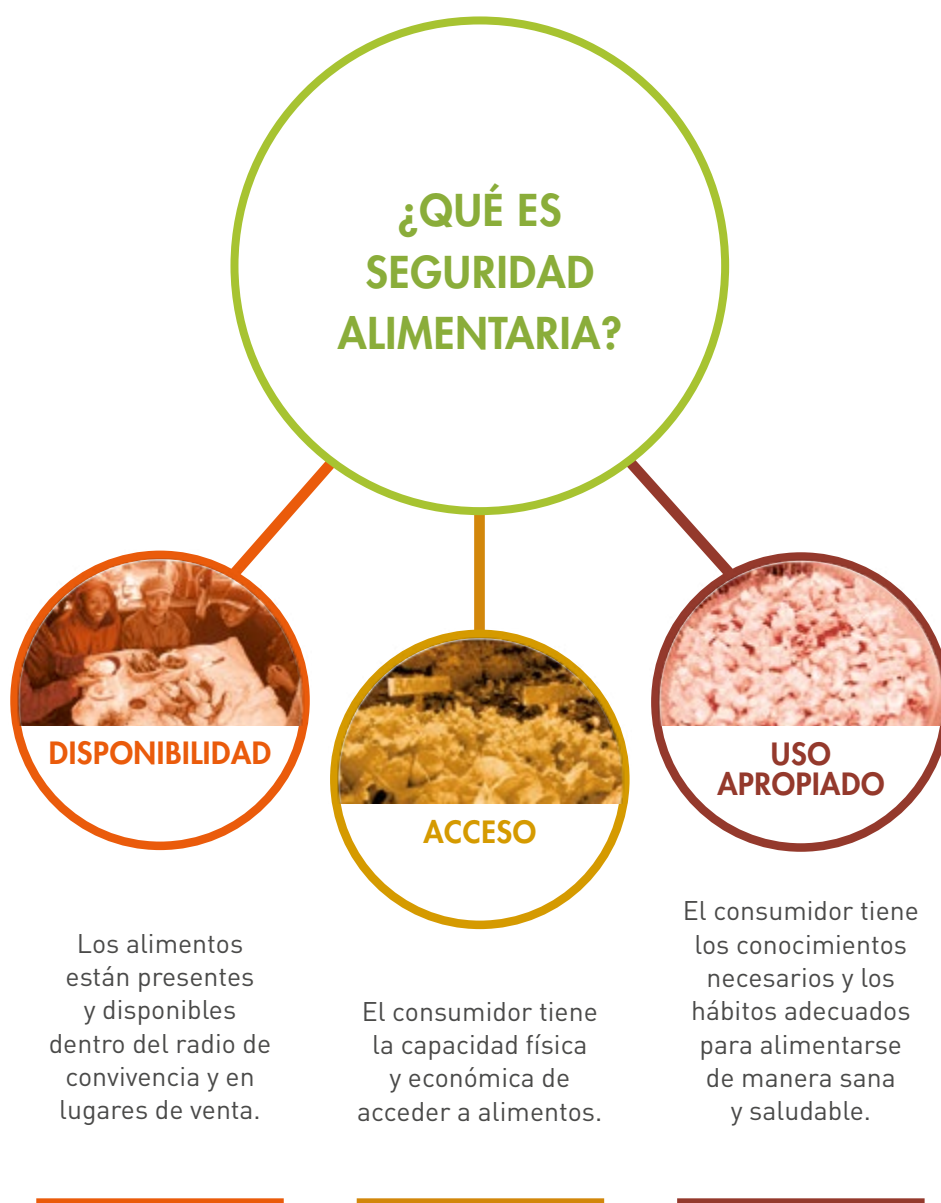 ¿QUÉ ES
SEGURIDAD
ALIMENTARIA?
DISPONIBILIDAD
Los alimentos
están presentes
y disponibles
dentro del radio de
convivencia y en
lugares de venta.
ACCESO
El consumidor tiene
la capacidad física
y económica de
acceder a alimentos.
USO
APROPIADO
El consumidor tiene
los conocimientos
necesarios y los
hábitos adecuados
para alimentarse
de manera sana
y saludable.